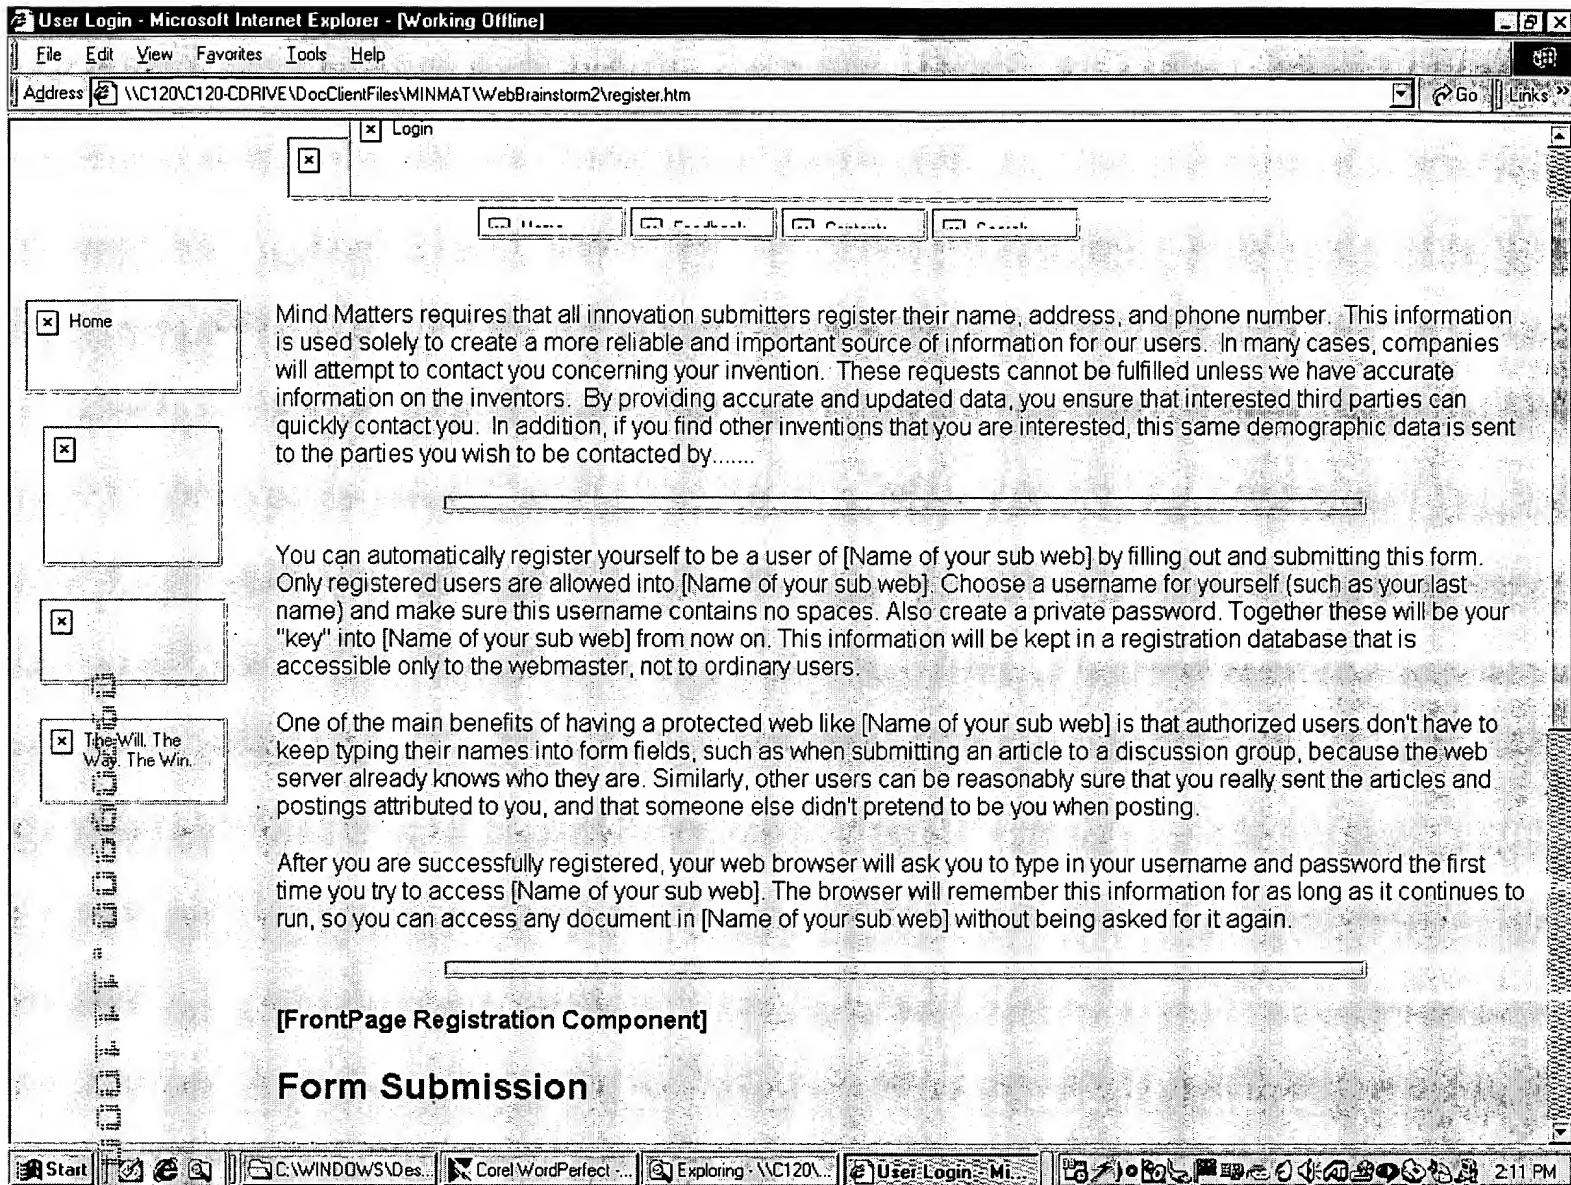 User Login - Microsoft Internet Explorer - [Working Offline]
File Edit View Favorites Tools Help
Address \\C120\C120-CDRIVE\DocClientFiles\MINMAT\WebBrainstorm2\register.htm Go Links »
Login
Home
Mind Matters requires that all innovation submitters register their name, address, and phone number. This information
is used solely to create a more reliable and important source of information for our users. In many cases, companies
will attempt to contact you concerning your invention. These requests cannot be fulfilled unless we have accurate
information on the inventors. By providing accurate and updated data, you ensure that interested third parties can
quickly contact you. In addition, if you find other inventions that you are interested, this same demographic data is sent
to the parties you wish to be contacted by.......
You can automatically register yourself to be a user of [Name of your sub web] by filling out and submitting this form.
Only registered users are allowed into [Name of your sub web]. Choose a username for yourself (such as your last
name) and make sure this username contains no spaces. Also create a private password. Together these will be your
"key" into [Name of your sub web] from now on. This information will be kept in a registration database that is
accessible only to the webmaster, not to ordinary users.
One of the main benefits of having a protected web like [Name of your sub web] is that authorized users don't have to
keep typing their names into form fields, such as when submitting an article to a discussion group, because the web
server already knows who they are. Similarly, other users can be reasonably sure that you really sent the articles and
postings attributed to you, and that someone else didn't pretend to be you when posting.
The Will. The
Way. The Win.
After you are successfully registered, your web browser will ask you to type in your username and password the first
time you try to access [Name of your sub web]. The browser will remember this information for as long as it continues to
run, so you can access any document in [Name of your sub web] without being asked for it again.
[FrontPage Registration Component]
Form Submission
Start C:\WINDOWS\Des... Corel WordPerfect -... Exploring - \\C120\... User Login - Mi... 2:11 PM